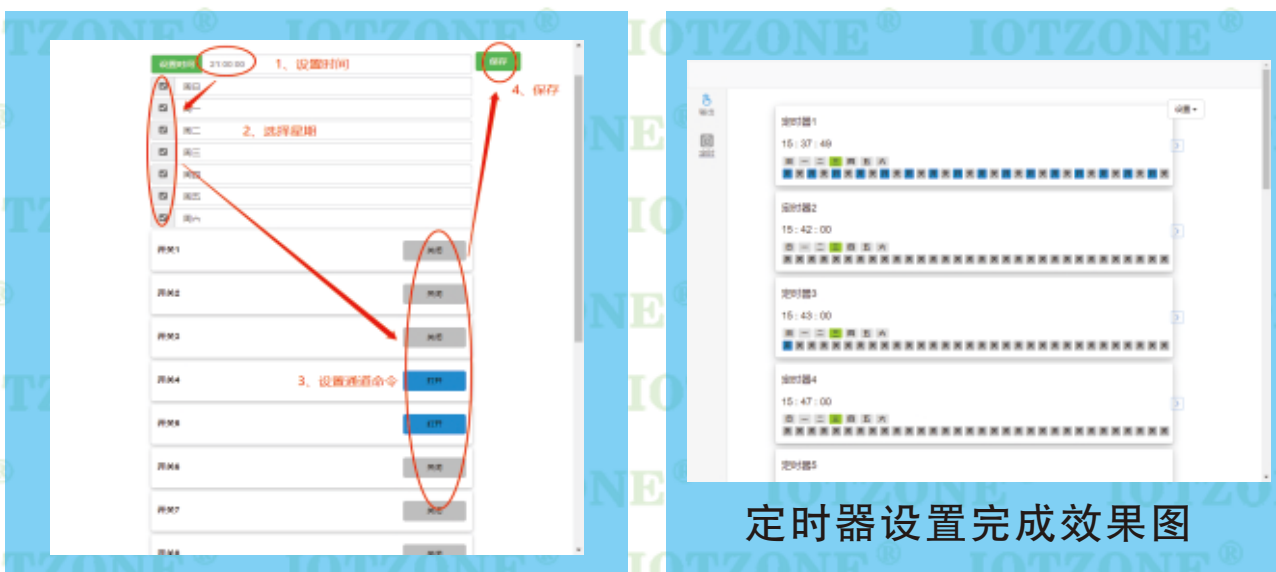 IOTZONE®
IOTZONE®
设置时间 21:00:00
1、设置时间
保存
4、保存
周日
周一
周二
2、选择星期
周三
周四
周五
周六
开关1 关闭
开关2 关闭
开关3 关闭
开关4
3、设置通道命令
打开
开关5 打开
开关6 关闭
开关7 关闭
开关8 关闭
IOTZONE®
IOTZONE®
设置
定时器1
15:37:49
日 一 二 三 四 五 六
定时器2
15:42:00
日 一 二 三 四 五 六
定时器3
15:43:00
日 一 二 三 四 五 六
定时器4
15:47:00
日 一 二 三 四 五 六
定时器5
定时器设置完成效果图